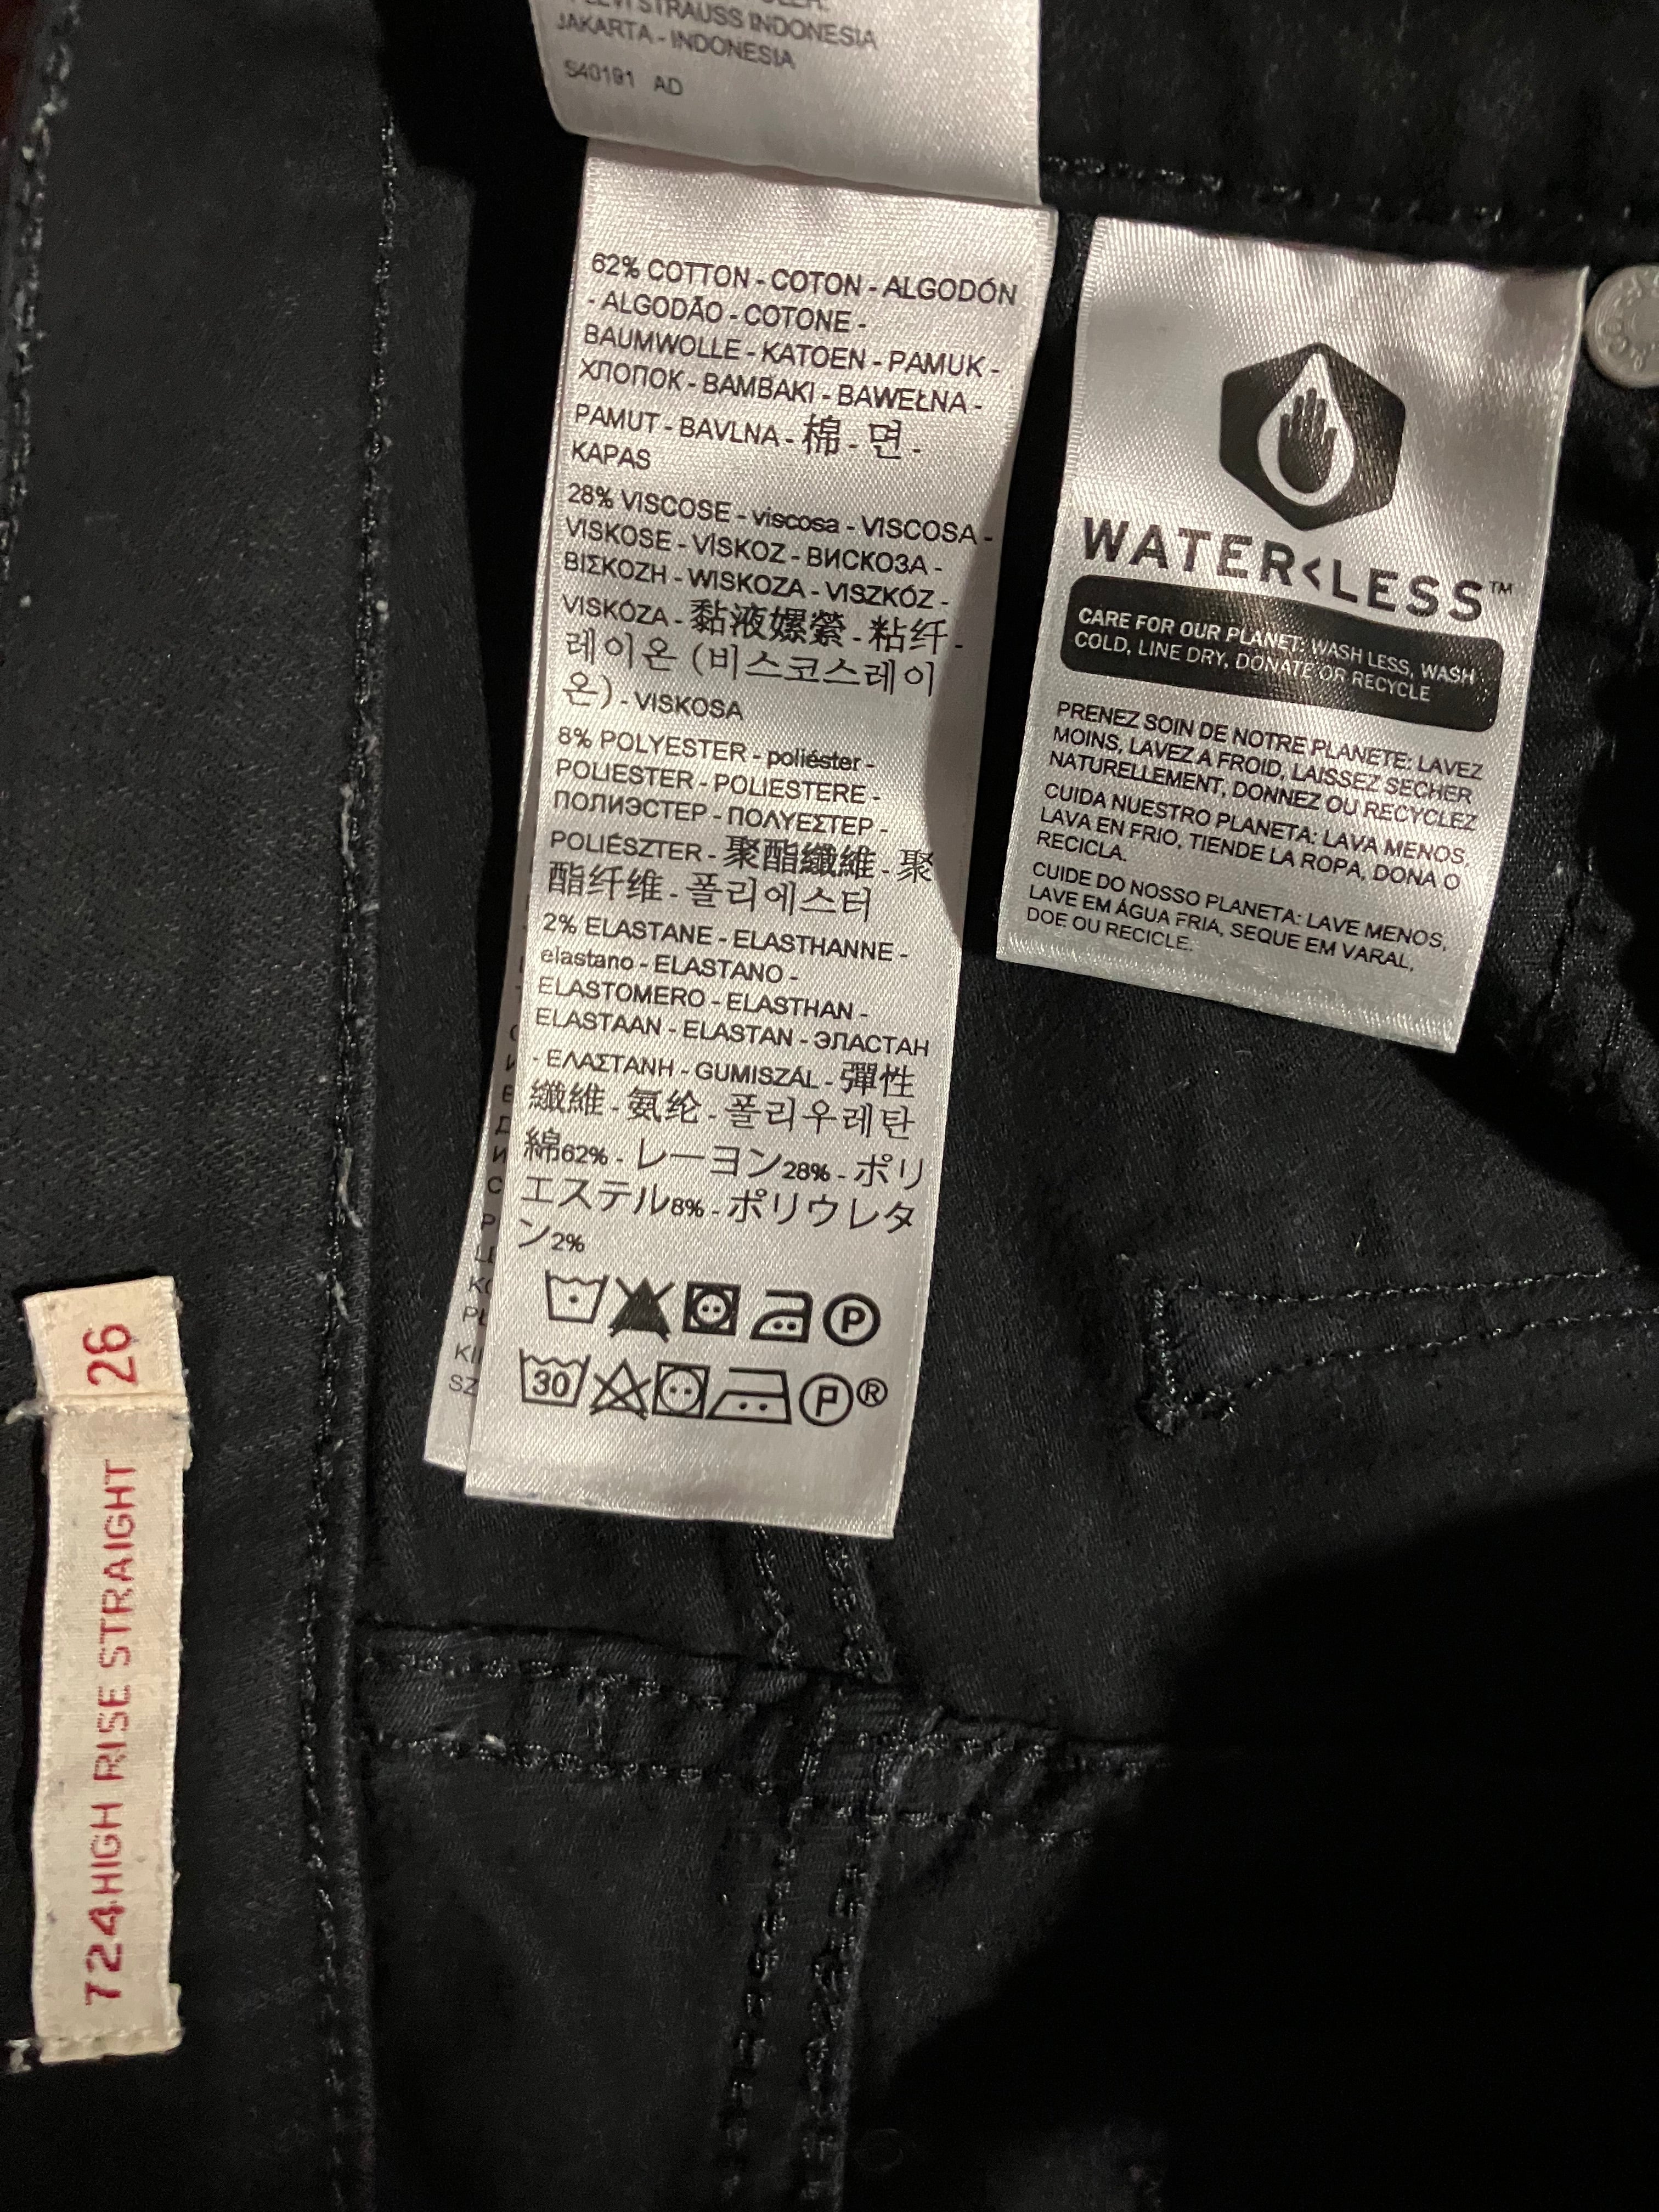 STRAUSS INDONESIA
JAKARTA - INDONESIA
S40191 AD
62% COTTON - COTON - ALGODÓN
- ALGODÃO - COTONE -
BAUMWOLLE - KATOEN - PAMUK -
ХЛОПОК - BAMBAKI - BAWEŁNA -
PAMUT - BAVLNA - 棉 - 면 -
KAPAS
28% VISCOSE - viscosa - VISCOSA -
VISKOSE - VİSKOZ - ВИСКОЗА -
ΒΙΣΚΟΖΗ - WISKOZA - VISZKÓZ -
VISKÓZA - 黏液嫘縈 - 粘纤 -
레이온 (비스코스레이
온) - VISKOSA
8% POLYESTER - poliéster -
POLIESTER - POLIESTERE -
ПОЛИЭСТЕР - ΠΟΛΥΕΣΤΕΡ -
POLIÉSZTER - 聚酯纖維 - 聚
酯纤维 - 폴리에스터
2% ELASTANE - ELASTHANNE -
elastano - ELASTANO -
ELASTOMERO - ELASTHAN -
ELASTAAN - ELASTAN - ЭЛАСТАН
- ΕΛΑΣΤΑΝΗ - GUMISZÁL - 彈性
纖維 - 氨纶 - 폴리우레탄
綿62% - レーヨン28% - ポリ
エステル8% - ポリウレタ
ン2%
P
30 P®
WATER<LESS™
CARE FOR OUR PLANET: WASH LESS, WASH
COLD, LINE DRY, DONATE OR RECYCLE
PRENEZ SOIN DE NOTRE PLANETE: LAVEZ
MOINS, LAVEZ A FROID, LAISSEZ SECHER
NATURELLEMENT, DONNEZ OU RECYCLEZ
CUIDA NUESTRO PLANETA: LAVA MENOS,
LAVA EN FRIO, TIENDE LA ROPA, DONA O
RECICLA.
CUIDE DO NOSSO PLANETA: LAVE MENOS,
LAVE EM ÁGUA FRIA, SEQUE EM VARAL,
DOE OU RECICLE.
26
724 HIGH RISE STRAIGHT